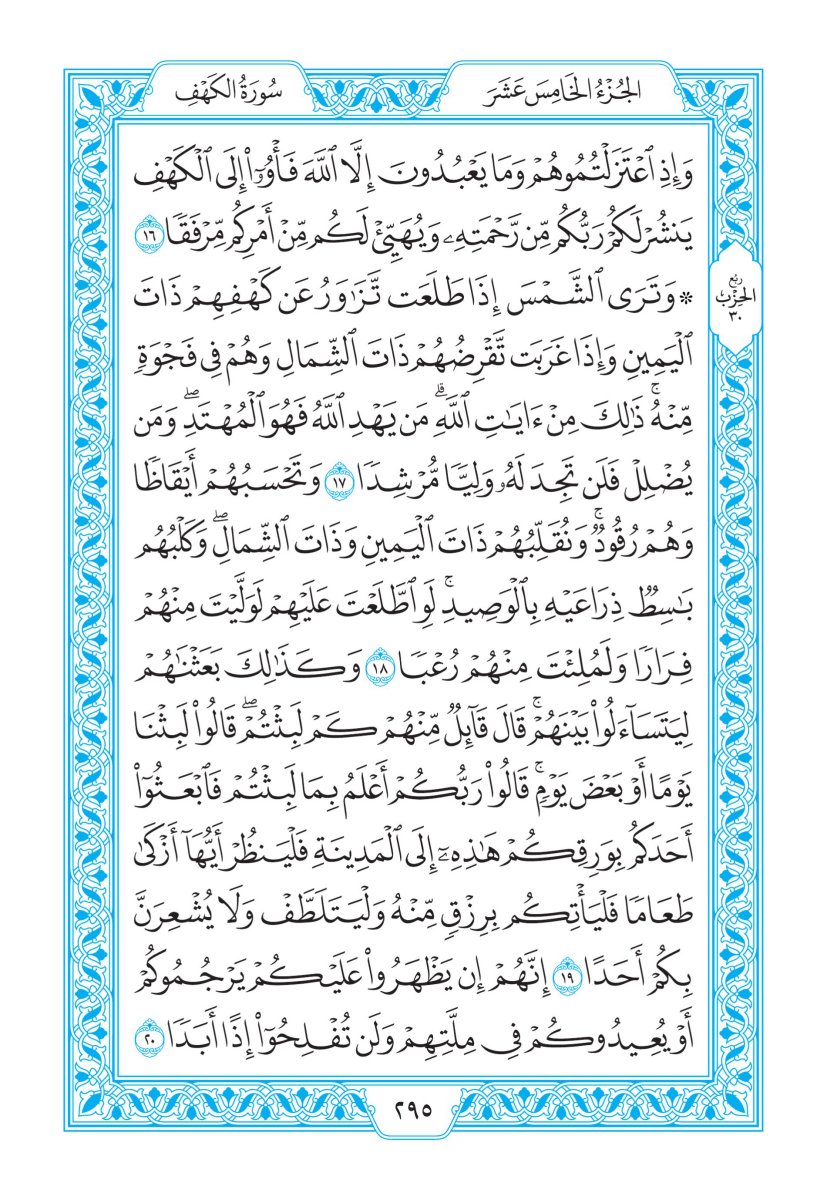 الجُزْءُ الخَامِسَ عَشَرَ
سُورَةُ الكَهْفِ
وَإِذِ ٱعْتَزَلْتُمُوهُمْ وَمَا يَعْبُدُونَ إِلَّا ٱللَّهَ فَأْوُۥٓا۟ إِلَى ٱلْكَهْفِ
يَنشُرْ لَكُمْ رَبُّكُم مِّن رَّحْمَتِهِۦ وَيُهَيِّئْ لَكُم مِّنْ أَمْرِكُم مِّرْفَقًا ١٦
رُبع
الحِزْب
٣٠
۞ وَتَرَى ٱلشَّمْسَ إِذَا طَلَعَت تَّزَٰوَرُ عَن كَهْفِهِمْ ذَاتَ
ٱلْيَمِينِ وَإِذَا غَرَبَت تَّقْرِضُهُمْ ذَاتَ ٱلشِّمَالِ وَهُمْ فِى فَجْوَةٍ
مِّنْهُ ۚ ذَٰلِكَ مِنْ ءَايَٰتِ ٱللَّهِ ۗ مَن يَهْدِ ٱللَّهُ فَهُوَ ٱلْمُهْتَدِ ۖ وَمَن
يُضْلِلْ فَلَن تَجِدَ لَهُۥ وَلِيًّا مُّرْشِدًا ١٧ وَتَحْسَبُهُمْ أَيْقَاظًا
وَهُمْ رُقُودٌ ۚ وَنُقَلِّبُهُمْ ذَاتَ ٱلْيَمِينِ وَذَاتَ ٱلشِّمَالِ ۖ وَكَلْبُهُم
بَٰسِطٌ ذِرَاعَيْهِ بِٱلْوَصِيدِ ۚ لَوِ ٱطَّلَعْتَ عَلَيْهِمْ لَوَلَّيْتَ مِنْهُمْ
فِرَارًا وَلَمُلِئْتَ مِنْهُمْ رُعْبًا ١٨ وَكَذَٰلِكَ بَعَثْنَٰهُمْ
لِيَتَسَآءَلُوا۟ بَيْنَهُمْ ۚ قَالَ قَآئِلٌ مِّنْهُمْ كَمْ لَبِثْتُمْ ۖ قَالُوا۟ لَبِثْنَا
يَوْمًا أَوْ بَعْضَ يَوْمٍ ۚ قَالُوا۟ رَبُّكُمْ أَعْلَمُ بِمَا لَبِثْتُمْ فَٱبْعَثُوٓا۟
أَحَدَكُم بِوَرِقِكُمْ هَٰذِهِۦٓ إِلَى ٱلْمَدِينَةِ فَلْيَنظُرْ أَيُّهَآ أَزْكَىٰ
طَعَامًا فَلْيَأْتِكُم بِرِزْقٍ مِّنْهُ وَلْيَتَلَطَّفْ وَلَا يُشْعِرَنَّ
بِكُمْ أَحَدًا ١٩ إِنَّهُمْ إِن يَظْهَرُوا۟ عَلَيْكُمْ يَرْجُمُوكُمْ
أَوْ يُعِيدُوكُمْ فِى مِلَّتِهِمْ وَلَن تُفْلِحُوٓا۟ إِذًا أَبَدًا ٢٠
٢٩٥